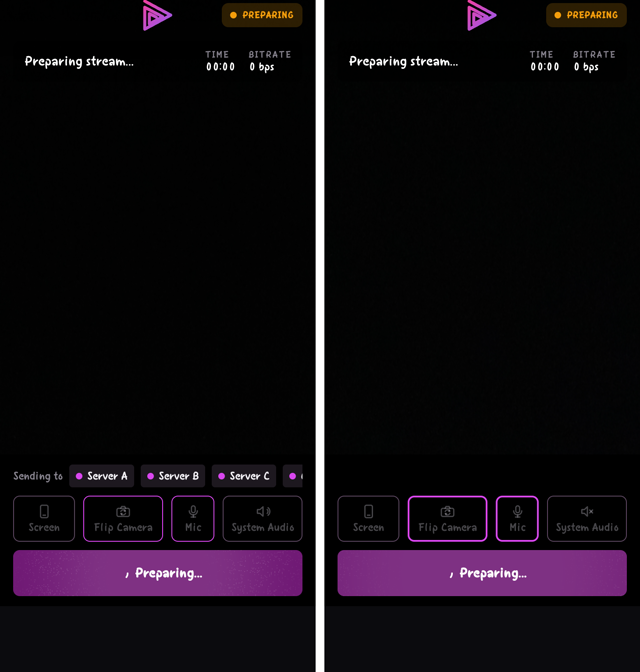 PREPARING
Preparing stream...
TIME
00:00
BITRATE
0 bps
Sending to Server A Server B Server C
Screen
Flip Camera
Mic
System Audio
, Preparing...
PREPARING
Preparing stream...
TIME
00:00
BITRATE
0 bps
Screen
Flip Camera
Mic
System Audio
, Preparing...